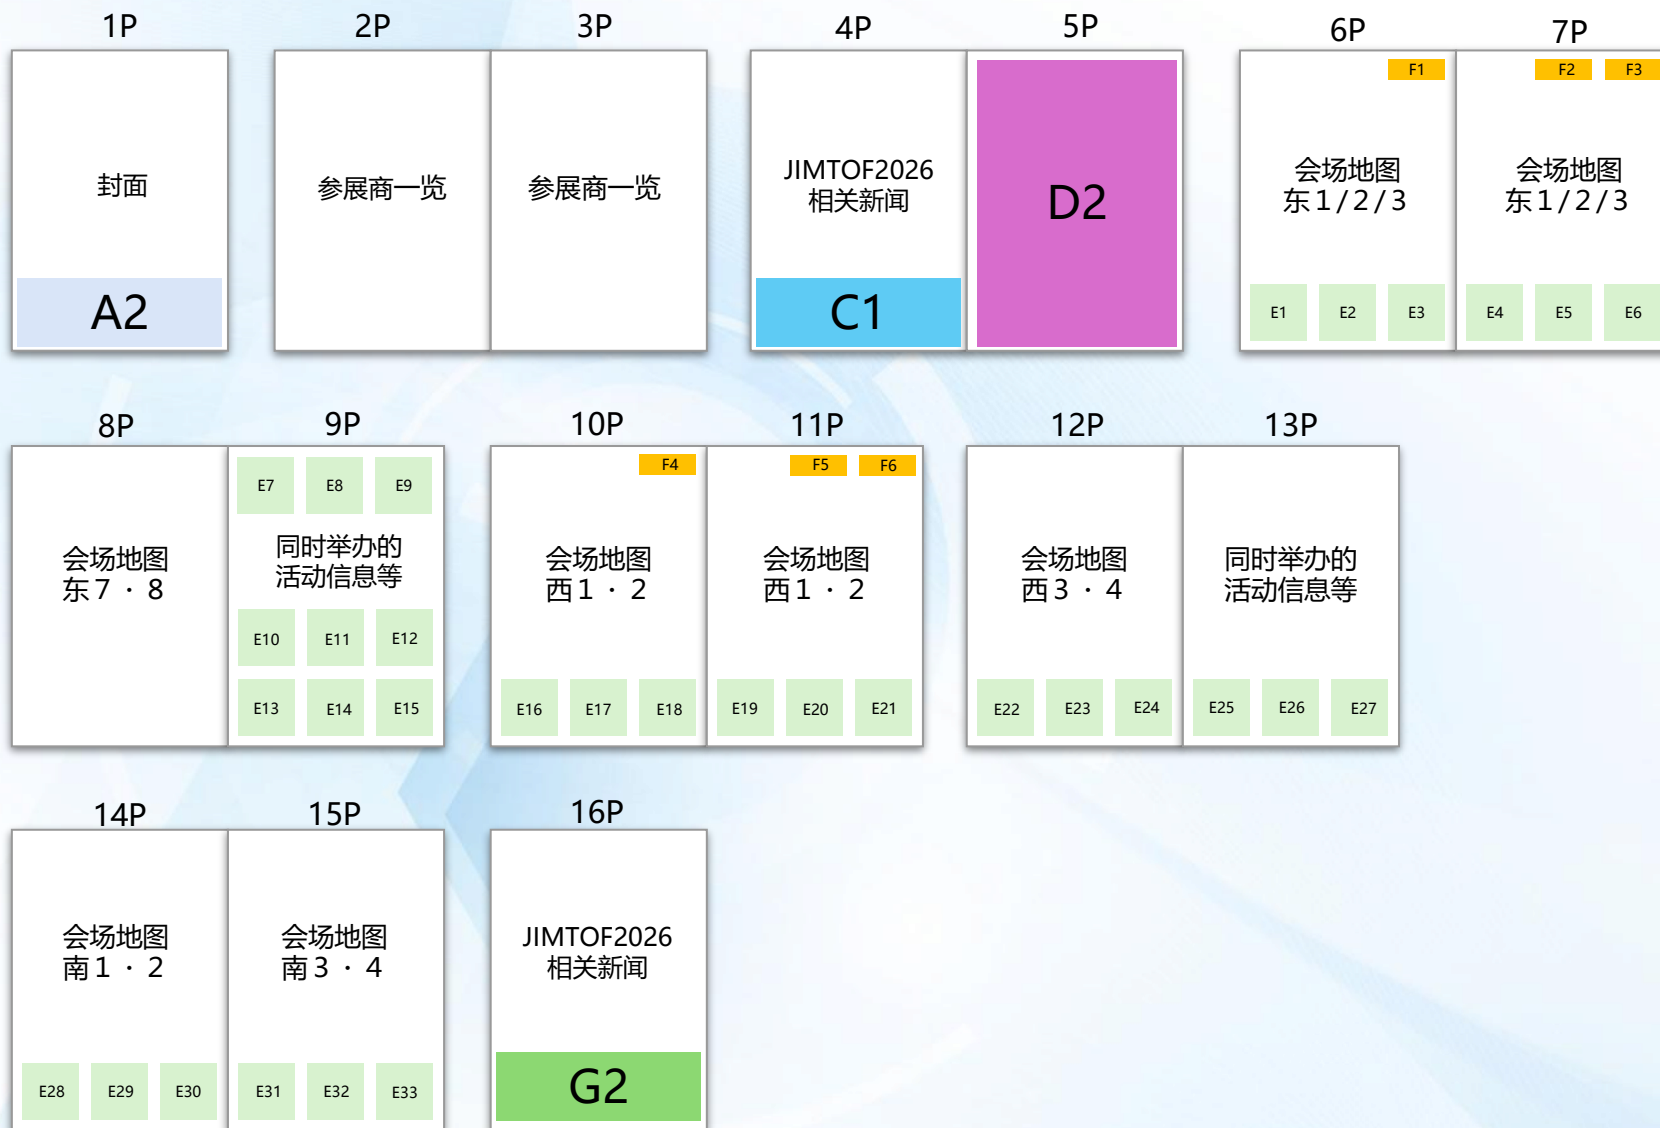 1P
2P
3P
4P
5P
6P
7P
封面
A2
参展商一览
参展商一览
JIMTOF2026
相关新闻
C1
D2
F1
会场地图
东1/2/3
E1
E2
E3
F2
F3
会场地图
东1/2/3
E4
E5
E6
8P
9P
10P
11P
12P
13P
会场地图
东7・8
E7
E8
E9
同时举办的
活动信息等
E10
E11
E12
E13
E14
E15
F4
会场地图
西1・2
E16
E17
E18
F5
F6
会场地图
西1・2
E19
E20
E21
会场地图
西3・4
E22
E23
E24
同时举办的
活动信息等
E25
E26
E27
14P
15P
16P
会场地图
南1・2
E28
E29
E30
会场地图
南3・4
E31
E32
E33
JIMTOF2026
相关新闻
G2